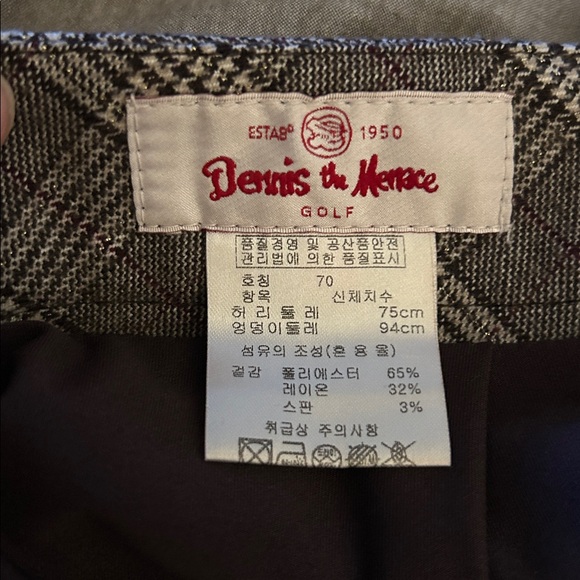 ESTABD 1950
Dennis the Menace
GOLF
품질경영 및 공산품안전
관리법에 의한 품질표시
호칭 70
항목 신체치수
허리둘레 75cm
엉덩이둘레 94cm
섬유의 조성(혼용율)
겉감 폴리에스터 65%
레이온 32%
스판 3%
취급상 주의사항